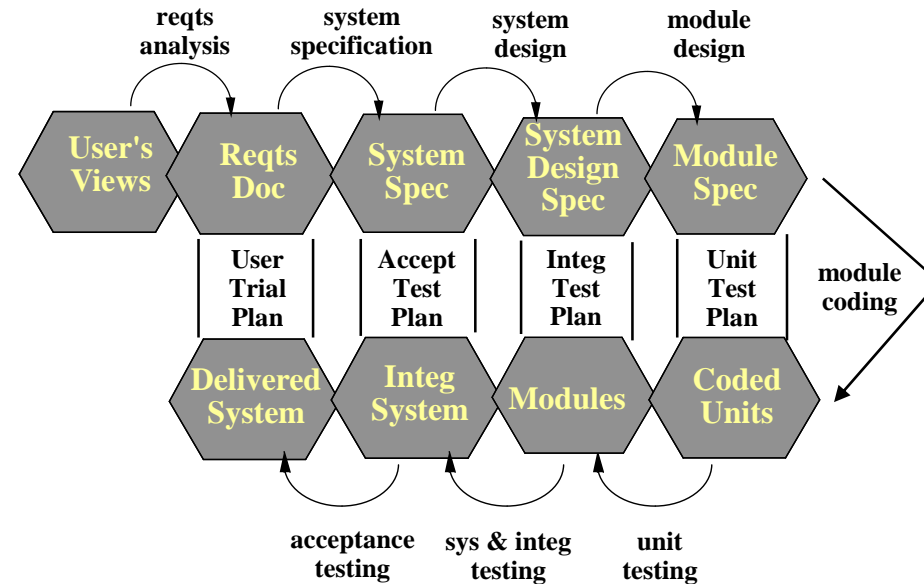 reqts
analysis
system
specification
system
design
module
design
User's
Views
Reqts
Doc
System
Spec
System
Design
Spec
Module
Spec
User
Trial
Plan
Accept
Test
Plan
Integ
Test
Plan
Unit
Test
Plan
module
coding
Delivered
System
Integ
System
Modules
Coded
Units
acceptance
testing
sys & integ
testing
unit
testing